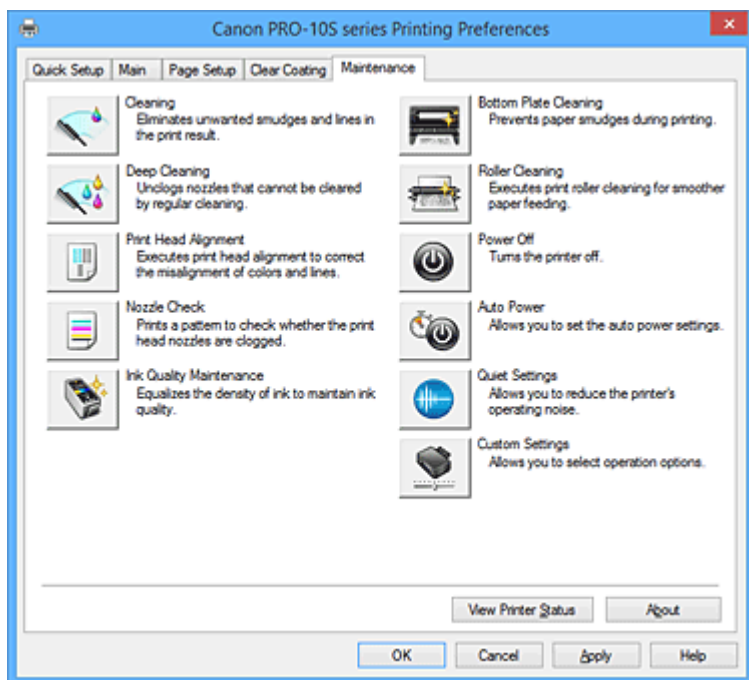 Canon PRO-10S series Printing Preferences
Quick Setup Main Page Setup Clear Coating Maintenance
Cleaning
Eliminates unwanted smudges and lines in
the print result.
Deep Cleaning
Unclogs nozzles that cannot be cleared
by regular cleaning.
Print Head Alignment
Executes print head alignment to correct
the misalignment of colors and lines.
Nozzle Check
Prints a pattern to check whether the print
head nozzles are clogged.
Ink Quality Maintenance
Equalizes the density of ink to maintain ink
quality.
Bottom Plate Cleaning
Prevents paper smudges during printing.
Roller Cleaning
Executes print roller cleaning for smoother
paper feeding.
Power Off
Turns the printer off.
Auto Power
Allows you to set the auto power settings.
Quiet Settings
Allows you to reduce the printer's
operating noise.
Custom Settings
Allows you to select operation options.
View Printer Status About
OK Cancel Apply Help